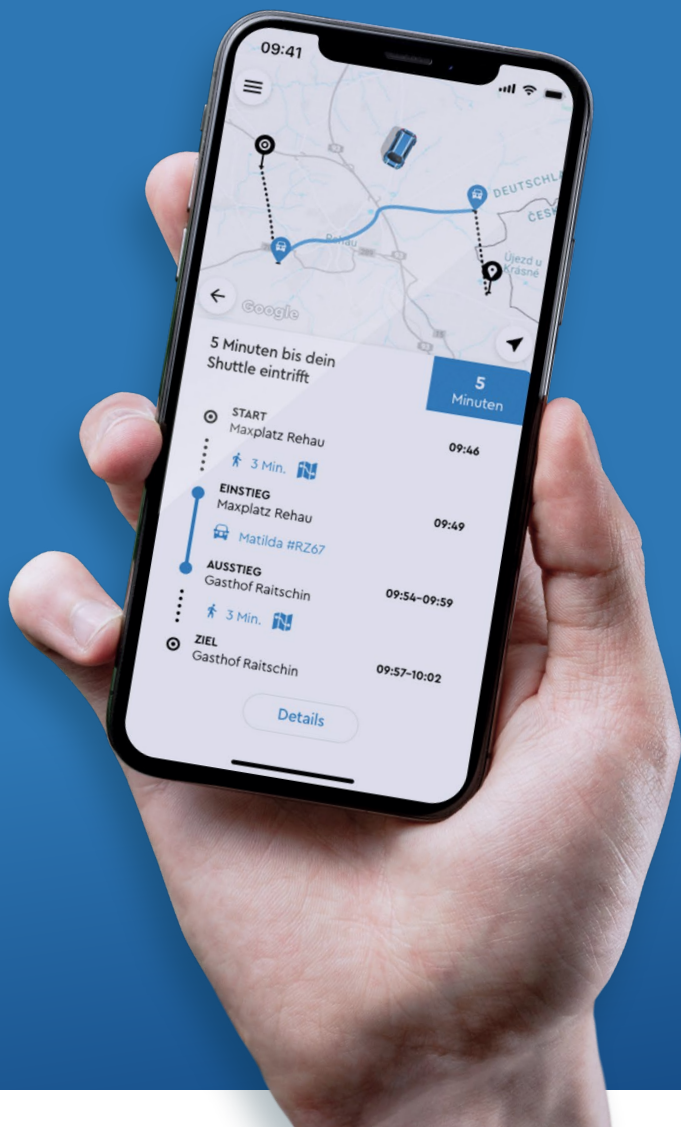 09:41
DEUTSCHLA
ČESK
Rehau
Újezd u
Krásné
Google
5 Minuten bis dein
Shuttle eintrifft
5
Minuten
START
Maxplatz Rehau
09:46
3 Min.
EINSTIEG
Maxplatz Rehau
09:49
Matilda #RZ67
AUSSTIEG
Gasthof Raitschin
09:54-09:59
3 Min.
ZIEL
Gasthof Raitschin
09:57-10:02
Details